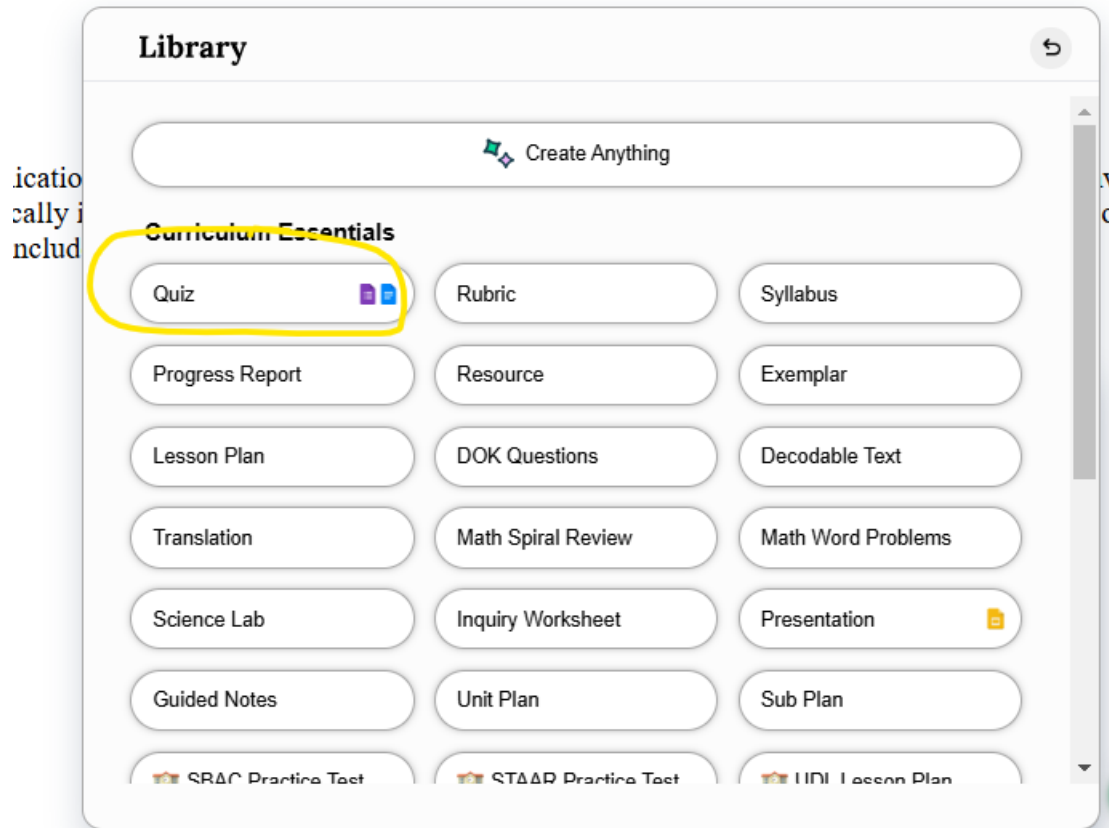 Library
Create Anything
Curriculum Essentials
Quiz
Rubric
Syllabus
Progress Report
Resource
Exemplar
Lesson Plan
DOK Questions
Decodable Text
Translation
Math Spiral Review
Math Word Problems
Science Lab
Inquiry Worksheet
Presentation
Guided Notes
Unit Plan
Sub Plan
SBAC Practice Test
STAAR Practice Test
UDL Lesson Plan